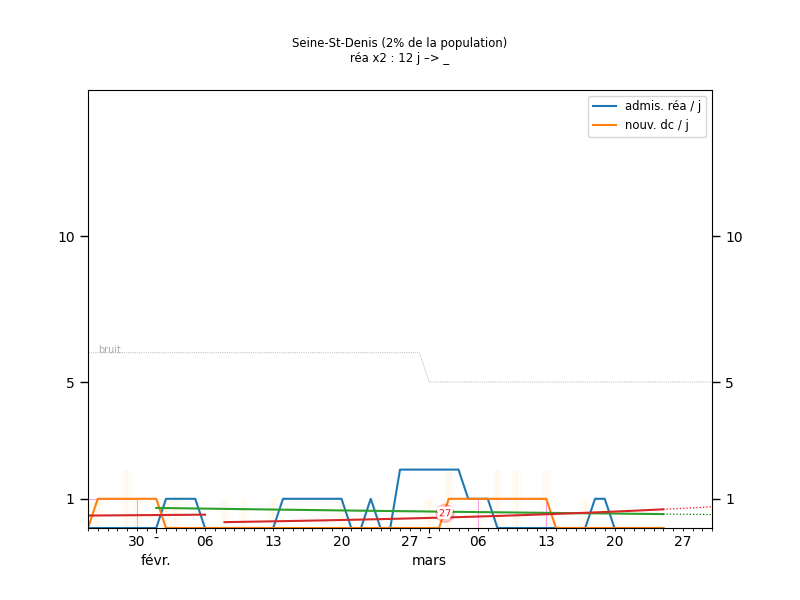 Seine-St-Denis (2% de la population)
réa x2 : 12 j –> _
admis. réa / j
nouv. dc / j
10 10
bruit
5 5
1 1
27
30 - 06 13 20 27 - 06 13 20 27
févr. mars